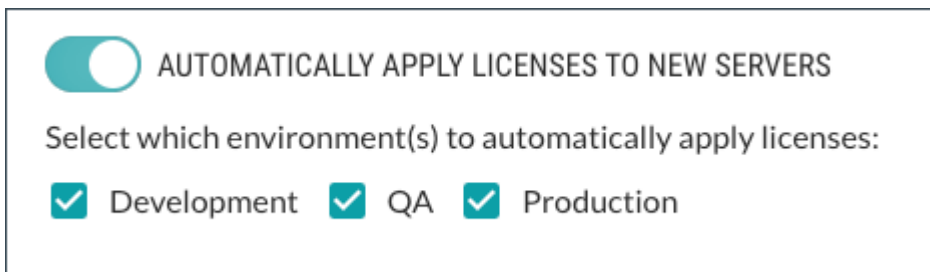 AUTOMATICALLY APPLY LICENSES TO NEW SERVERS
Select which environment(s) to automatically apply licenses:
Development QA Production